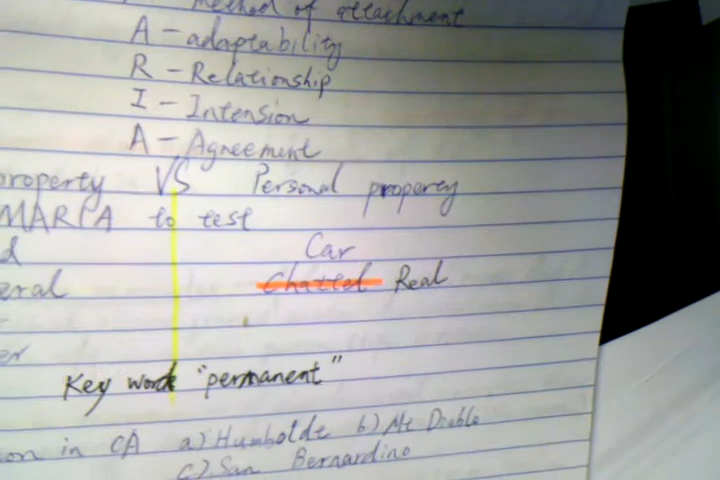 Method of attachment
A - adaptability
R - Relationship
I - Intension
A - Agreement
property VS Personal property
MARIA to test
Car
Chattel Real
Key word "permanent"
in CA a) Humbolde b) Mt Diablo
c) San Bernardino